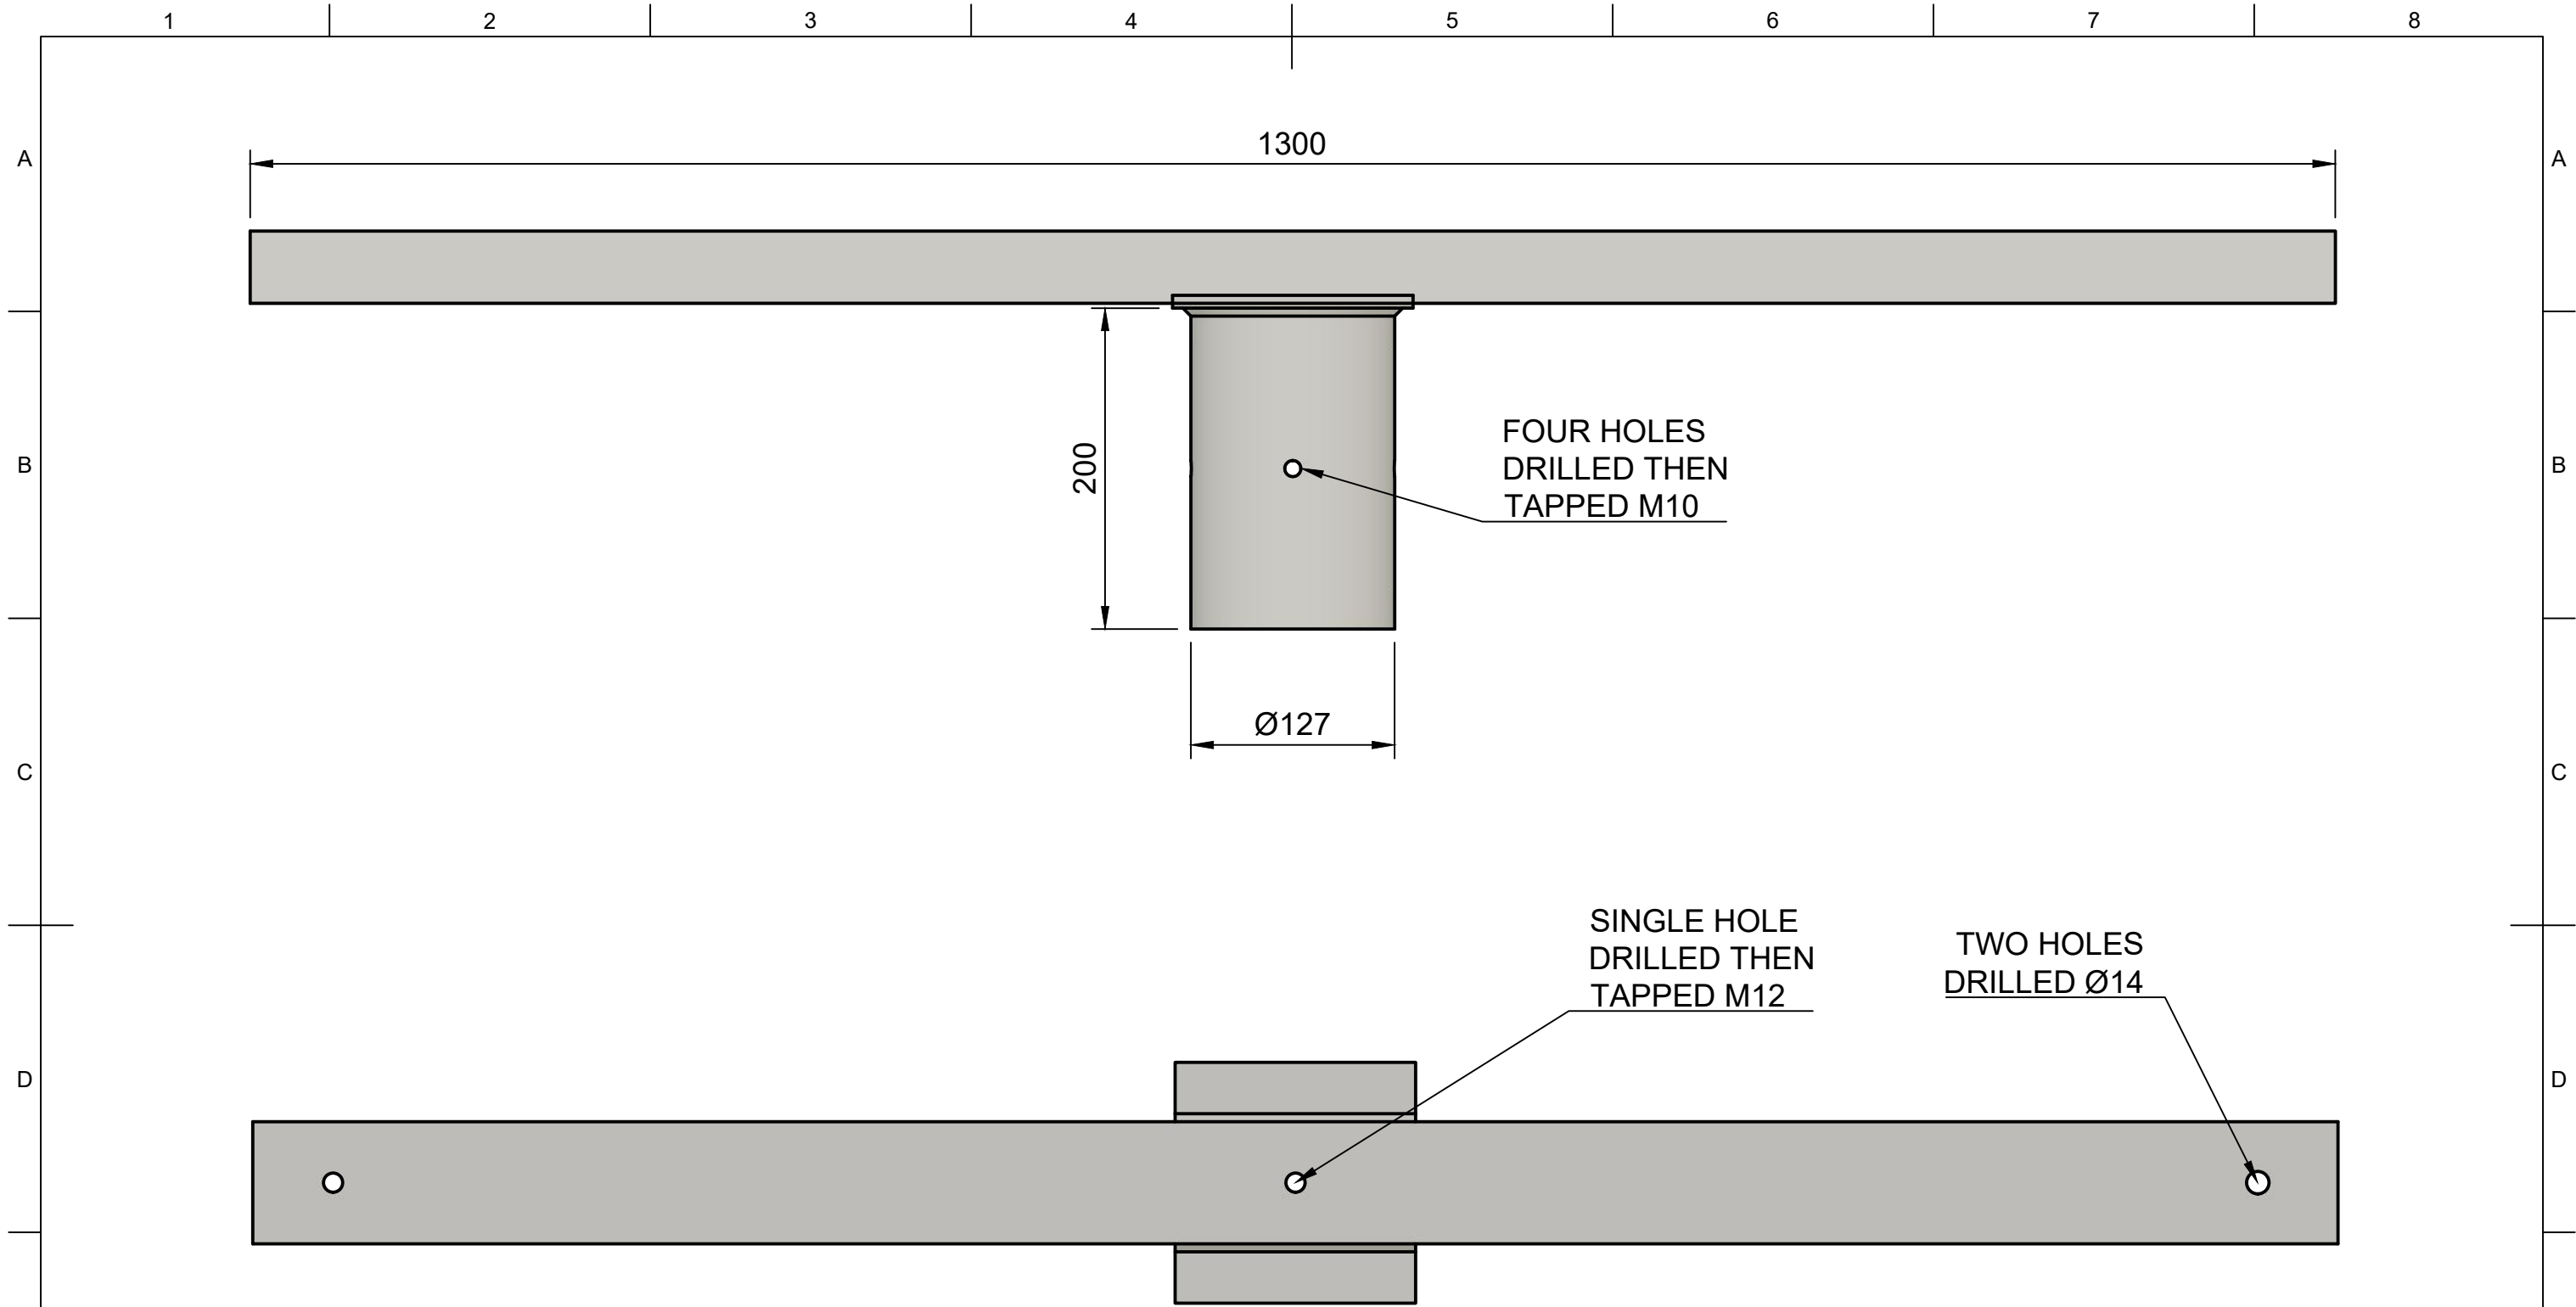 1 2 3 4 5 6 7 8
A A
1300
B B
200
FOUR HOLES
DRILLED THEN
TAPPED M10
Ø127
C C
SINGLE HOLE
DRILLED THEN
TAPPED M12
TWO HOLES
DRILLED Ø14
D D